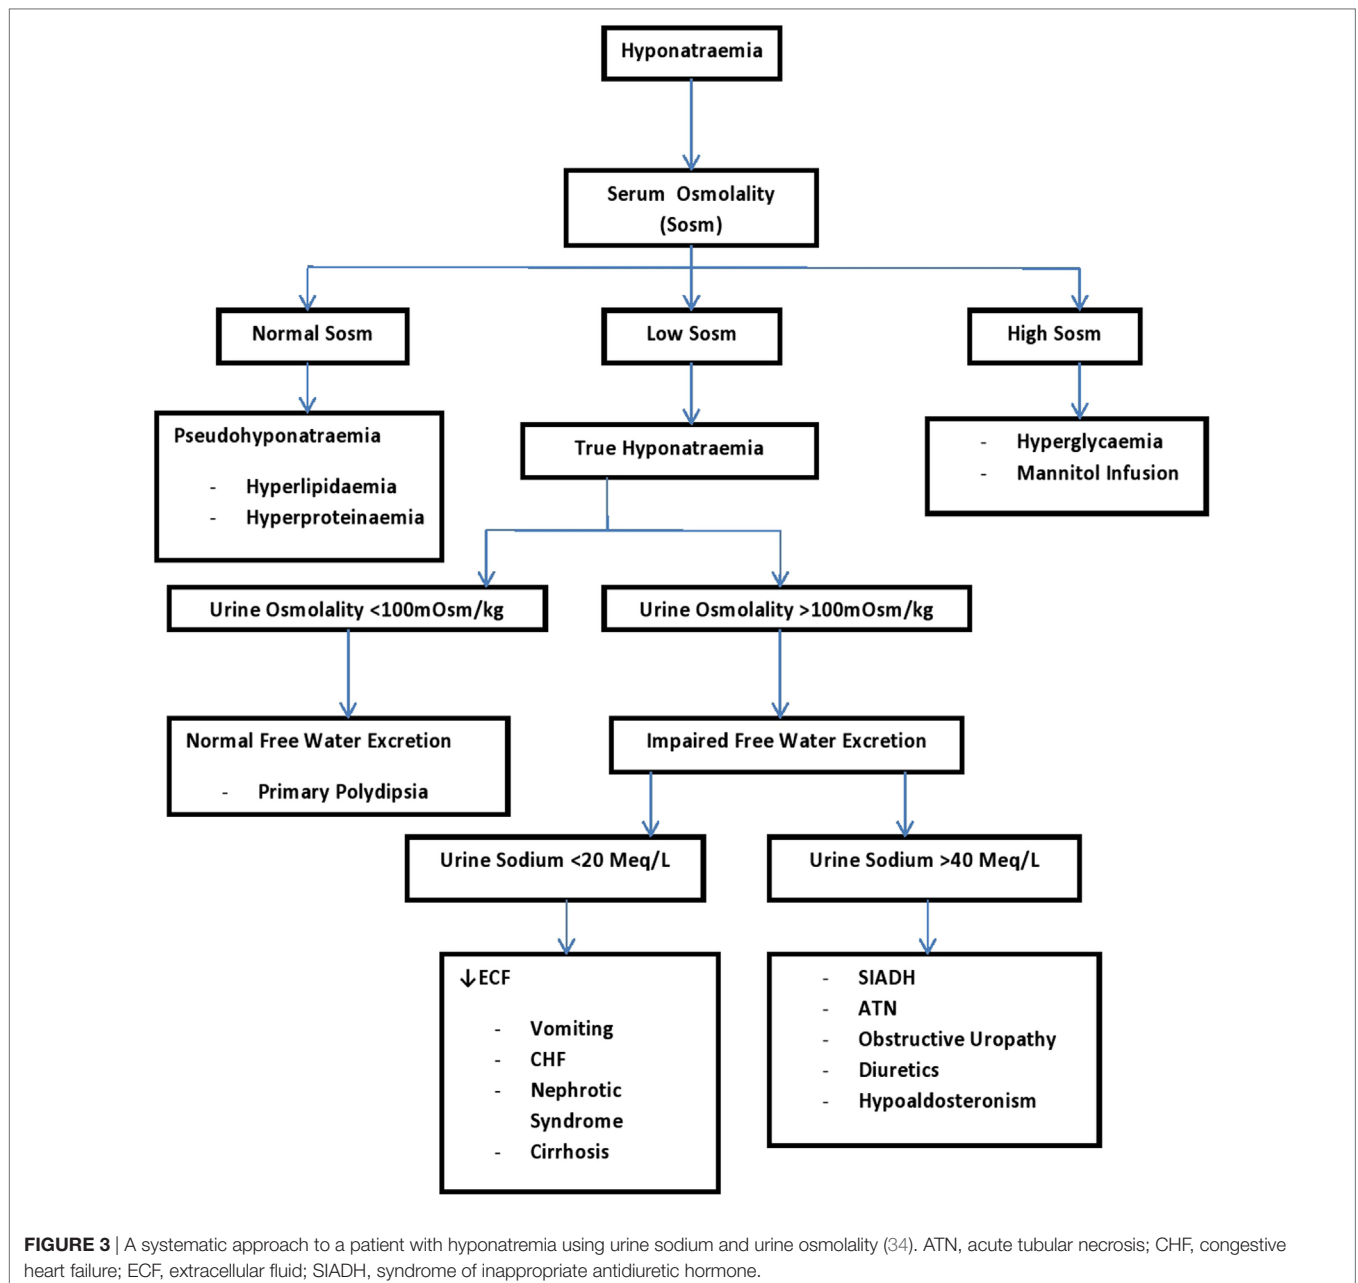 Hyponatraemia
Serum Osmolality
(Sosm)
Normal Sosm
Low Sosm
High Sosm
Pseudohyponatraemia
- Hyperlipidaemia
- Hyperproteinaemia
True Hyponatraemia
- Hyperglycaemia
- Mannitol Infusion
Urine Osmolality <100mOsm/kg
Urine Osmolality >100mOsm/kg
Normal Free Water Excretion
- Primary Polydipsia
Impaired Free Water Excretion
Urine Sodium <20 Meq/L
Urine Sodium >40 Meq/L
↓ECF
- Vomiting
- CHF
- Nephrotic
Syndrome
- Cirrhosis
- SIADH
- ATN
- Obstructive Uropathy
- Diuretics
- Hypoaldosteronism
FIGURE 3 | A systematic approach to a patient with hyponatremia using urine sodium and urine osmolality (34). ATN, acute tubular necrosis; CHF, congestive
heart failure; ECF, extracellular fluid; SIADH, syndrome of inappropriate antidiuretic hormone.